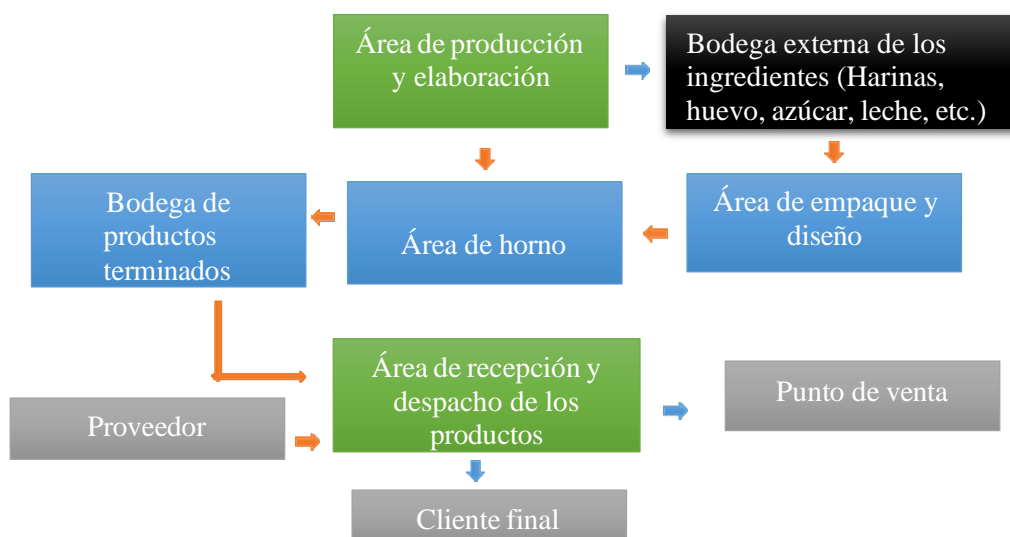 Área de producción
y elaboración
Bodega externa de los
ingredientes (Harinas,
huevo, azúcar, leche, etc.)
Bodega de
productos
terminados
Área de horno
Área de empaque y
diseño
Proveedor
Área de recepción y
despacho de los
productos
Punto de venta
Cliente final